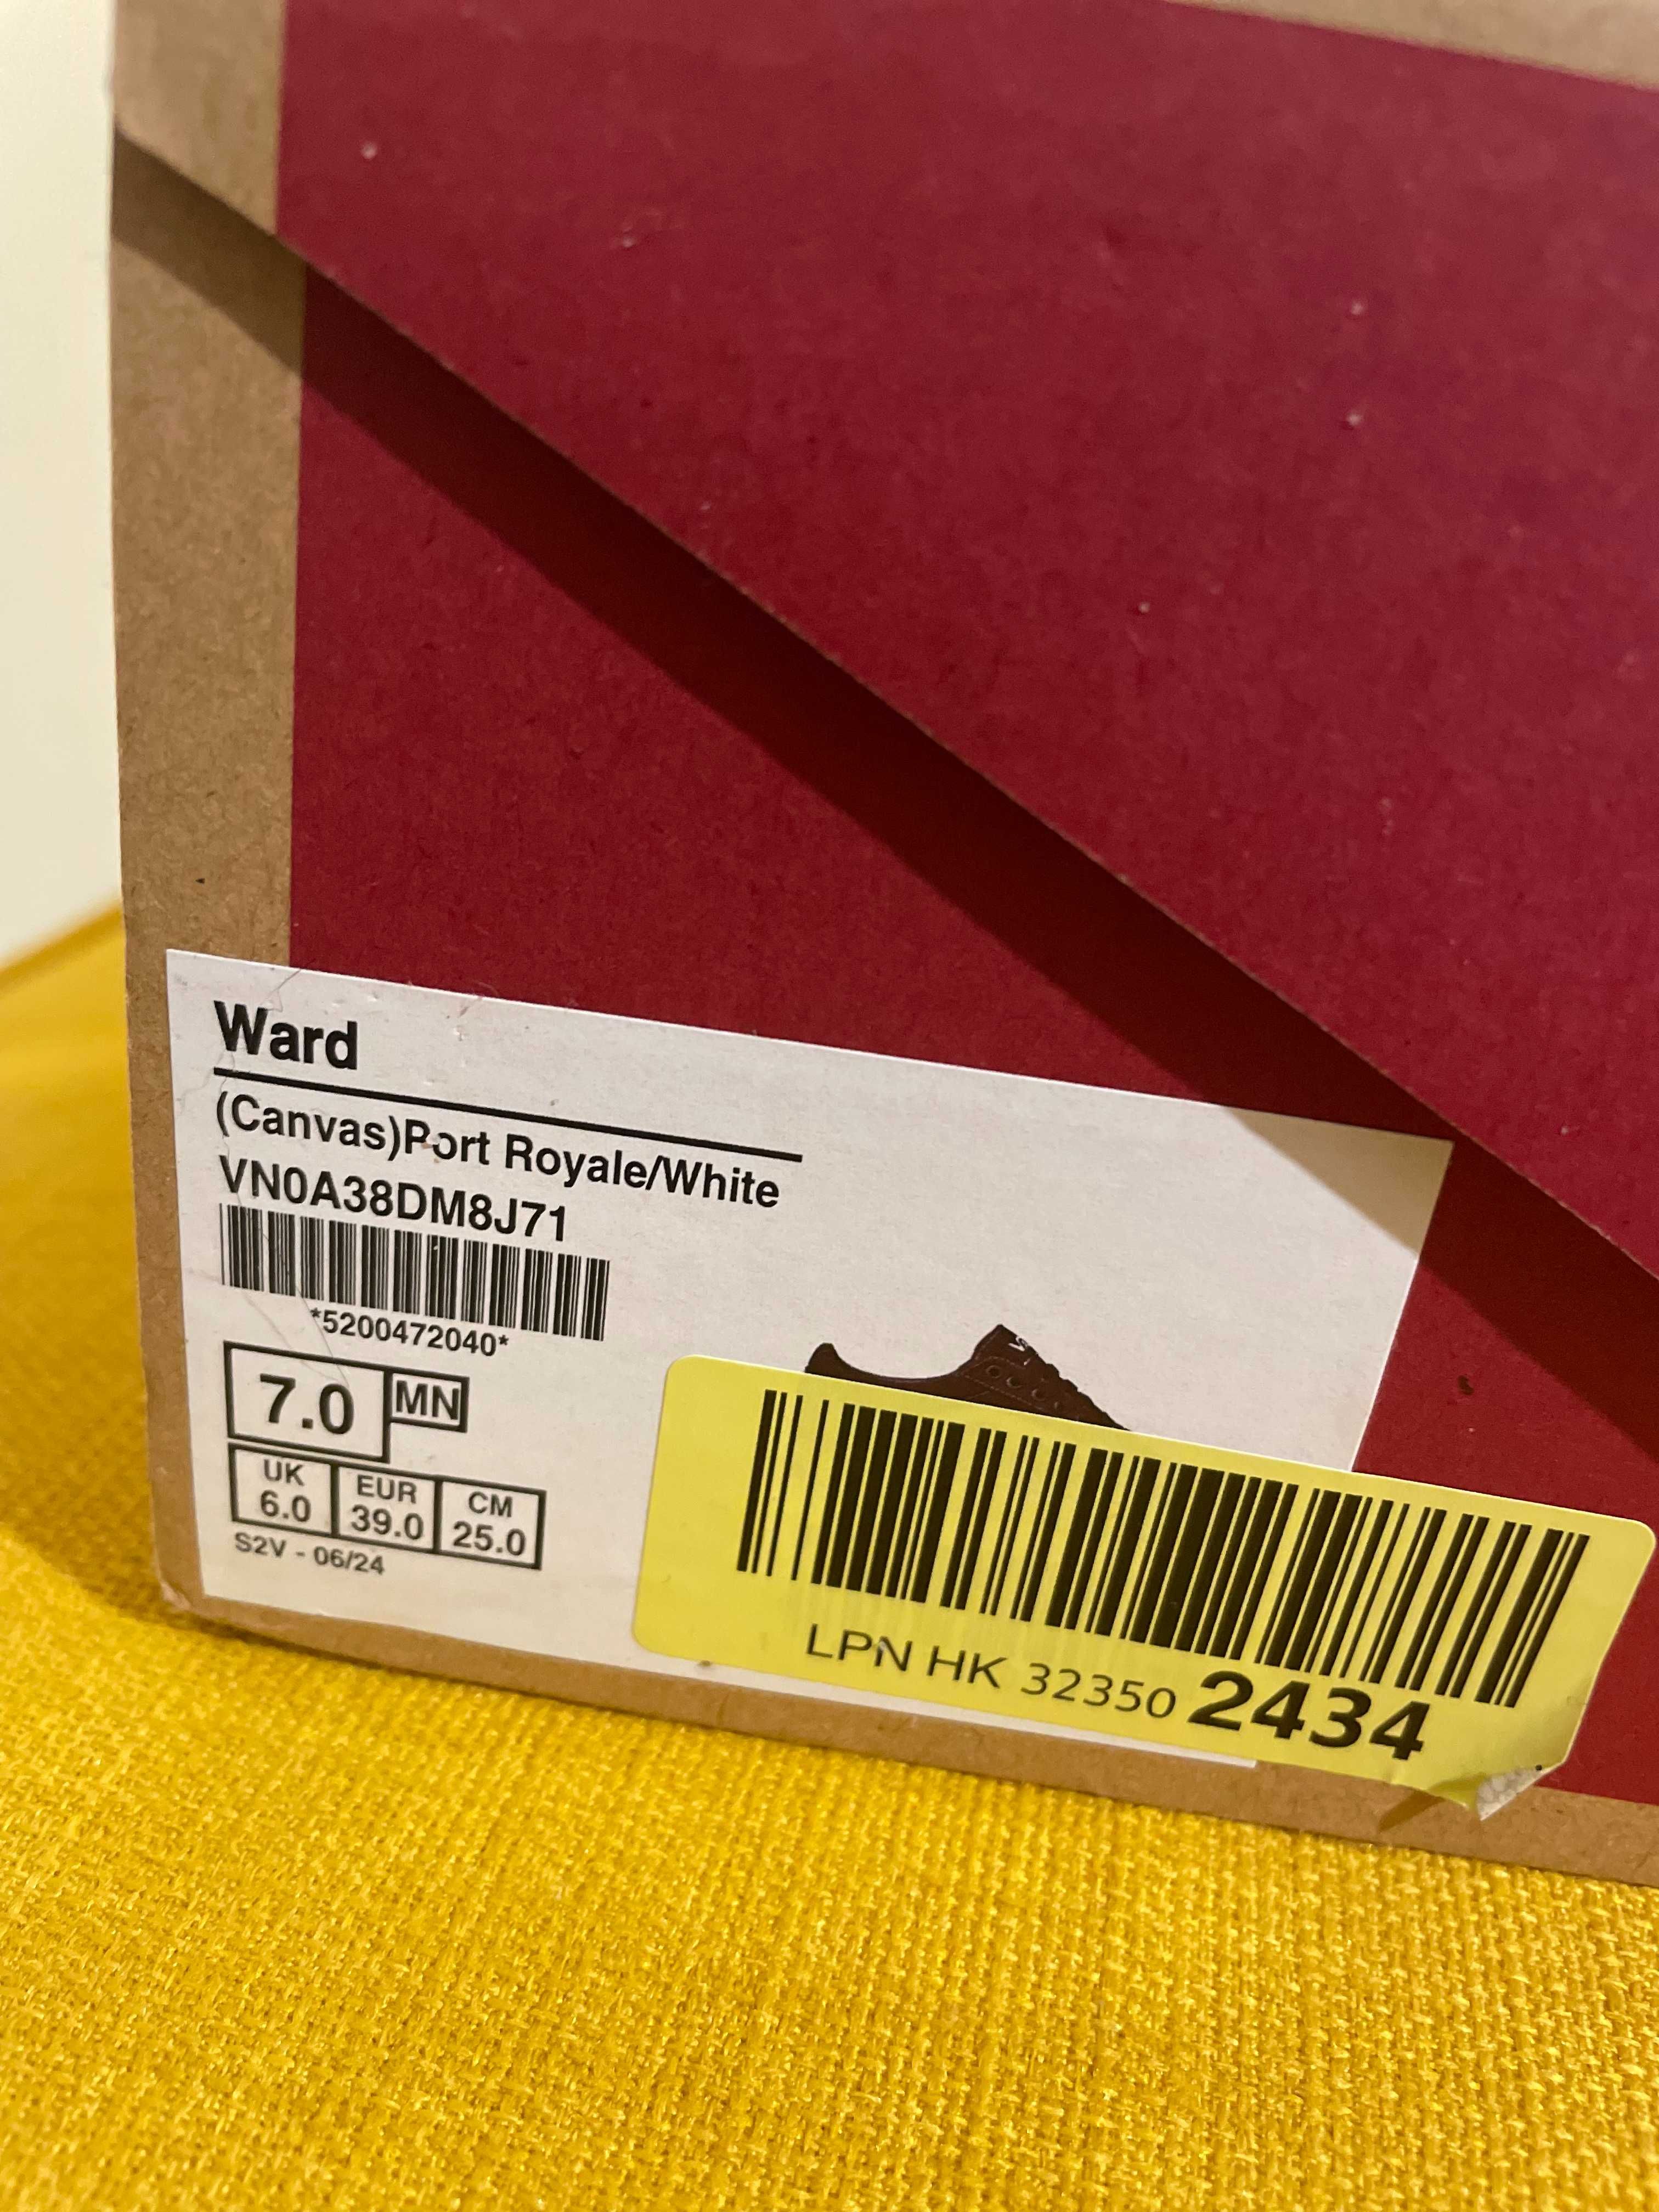 Ward
(Canvas)Port Royale/White
VN0A38DM8J71
*5200472040*
7.0 MN
UK EUR CM
6.0 39.0 25.0
S2V - 06/24
LPN HK 32350 2434